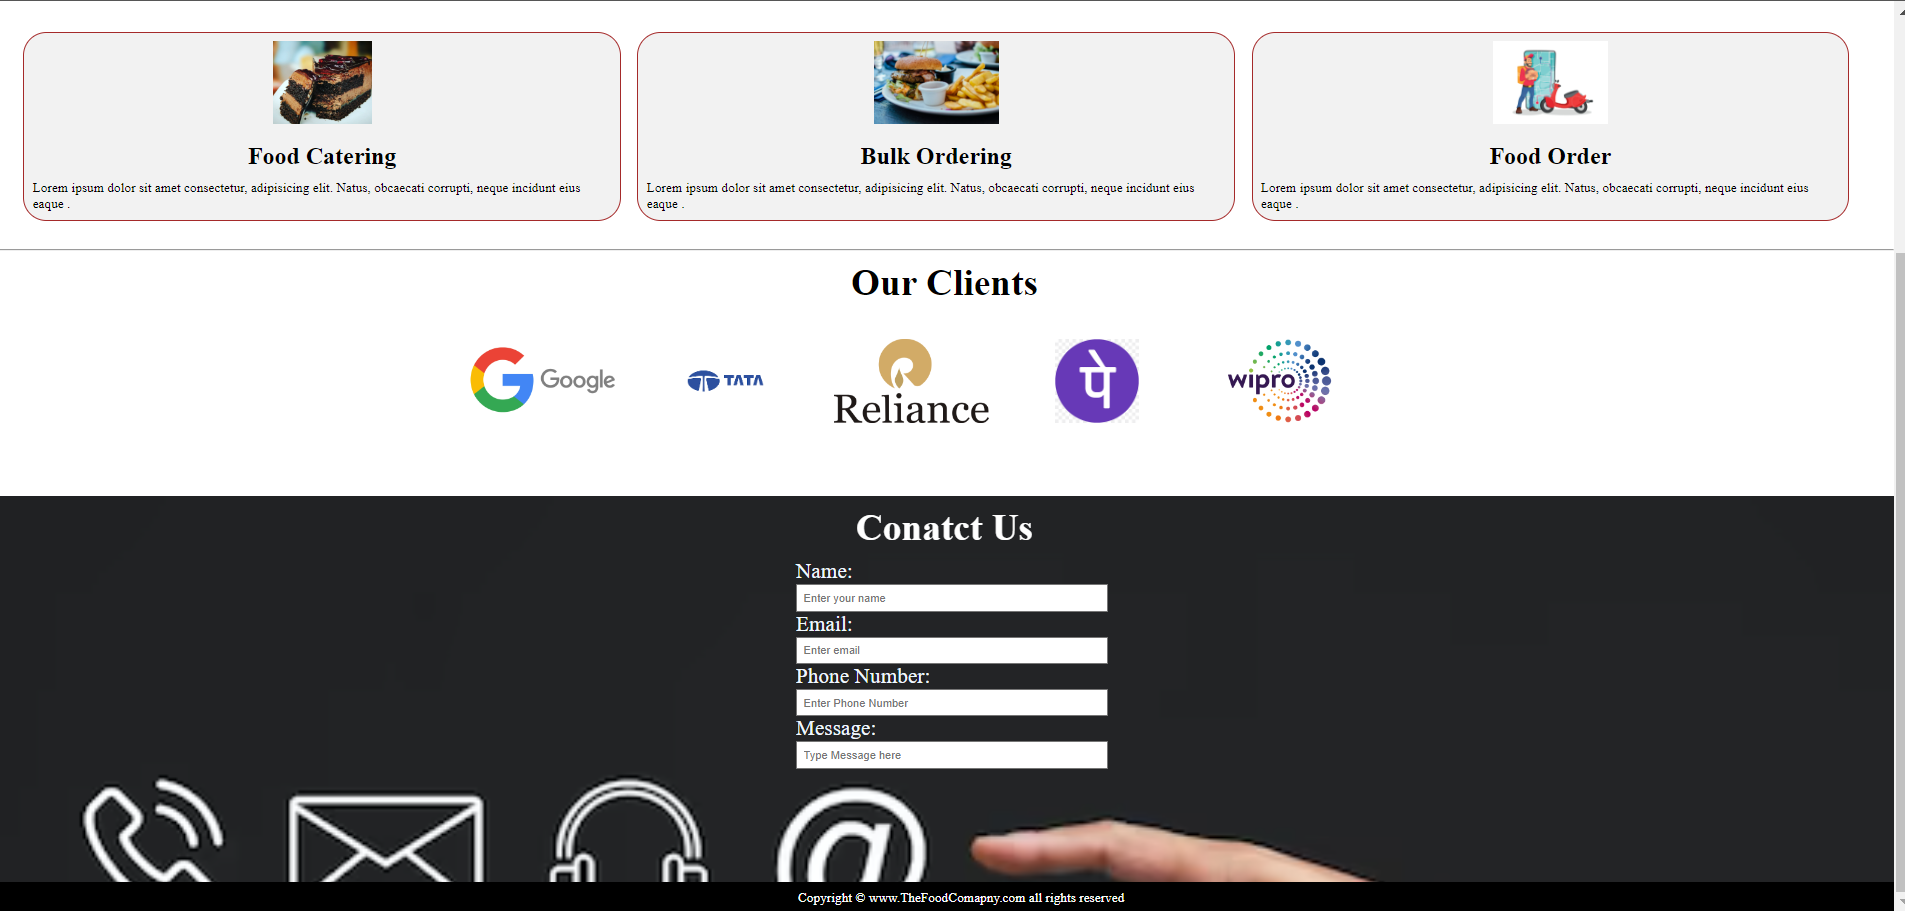 Food Catering
Lorem ipsum dolor sit amet consectetur, adipisicing elit. Natus, obcaecati corrupti, neque incidunt eius
eaque .
Bulk Ordering
Lorem ipsum dolor sit amet consectetur, adipisicing elit. Natus, obcaecati corrupti, neque incidunt eius
eaque .
Food Order
Lorem ipsum dolor sit amet consectetur, adipisicing elit. Natus, obcaecati corrupti, neque incidunt eius
eaque .
Our Clients
G Google
TATA
Reliance
पे
wipro
Conatct Us
Name:
Enter your name
Email:
Enter email
Phone Number:
Enter Phone Number
Message:
Type Message here
@
Copyright © www.TheFoodComapny.com all rights reserved